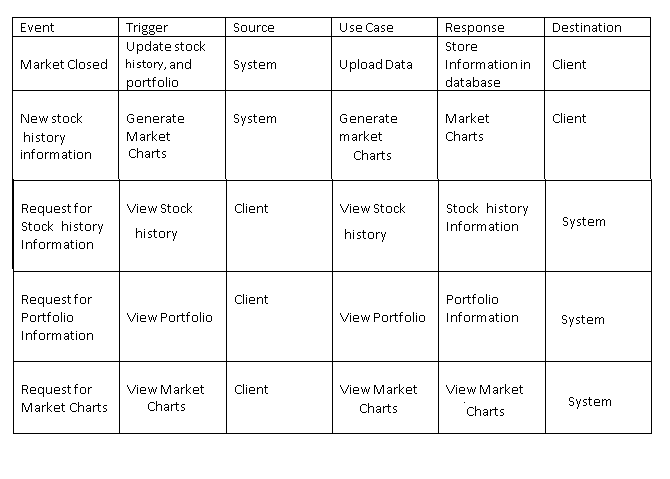 Event Trigger Source Use Case Response Destination
Market Closed
Update stock
history, and
portfolio
System
Upload Data
Store
Information in
database
Client
New stock
history
information
Generate
Market
Charts
System
Generate
market
Charts
Market
Charts
Client
Request for
Stock history
Information
View Stock
history
Client
View Stock
history
Stock history
Information
System
Request for
Portfolio
Information
View Portfolio
Client
View Portfolio
Portfolio
Information
System
Request for
Market Charts
View Market
Charts
Client
View Market
Charts
View Market
Charts
System